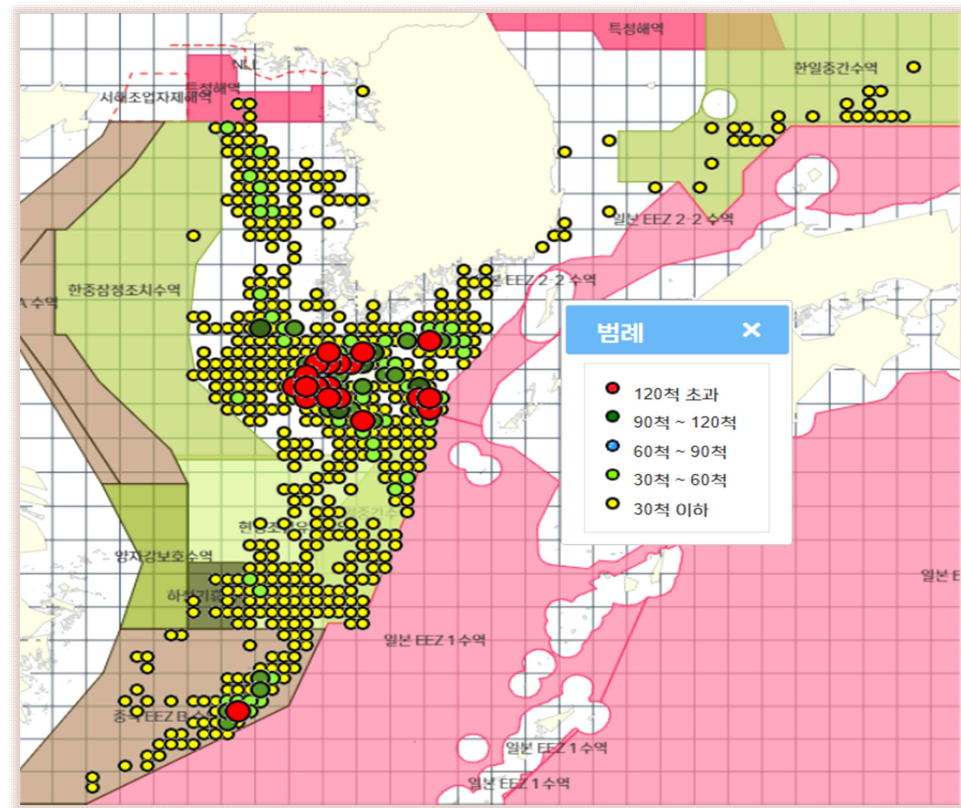 특정해역
한일중간수역
NLL
특정해역
서해조업자제해역
일본 EEZ 2-2 수역
EEZ 2-2 수역
한중잠정조치수역
A 수역
범례 ×
120척 초과
90척 ~ 120척
60척 ~ 90척
30척 ~ 60척
30척 이하
양자강보호수역
일본 E
일본 EEZ 1 수역
중국 EEZ B
일본 EEZ 1 수역
일본 EEZ 1 수역